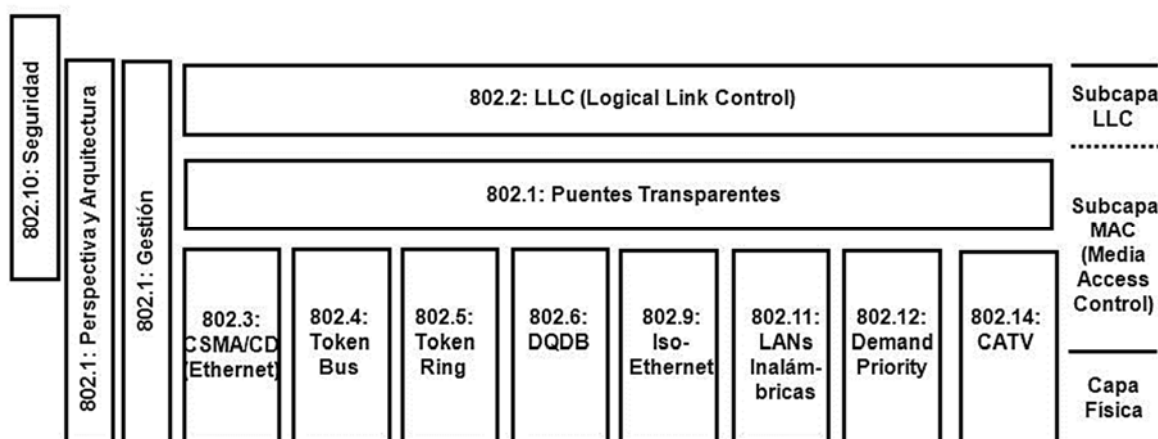 802.10: Seguridad
802.1: Perspectiva y Arquitectura
802.1: Gestión
802.2: LLC (Logical Link Control)
802.1: Puentes Transparentes
802.3:
CSMA/CD
(Ethernet)
802.4:
Token
Bus
802.5:
Token
Ring
802.6:
DQDB
802.9:
Iso-
Ethernet
802.11:
LANs
Inalám-
bricas
802.12:
Demand
Priority
802.14:
CATV
Subcapa
LLC
Subcapa
MAC
(Media
Access
Control)
Capa
Física